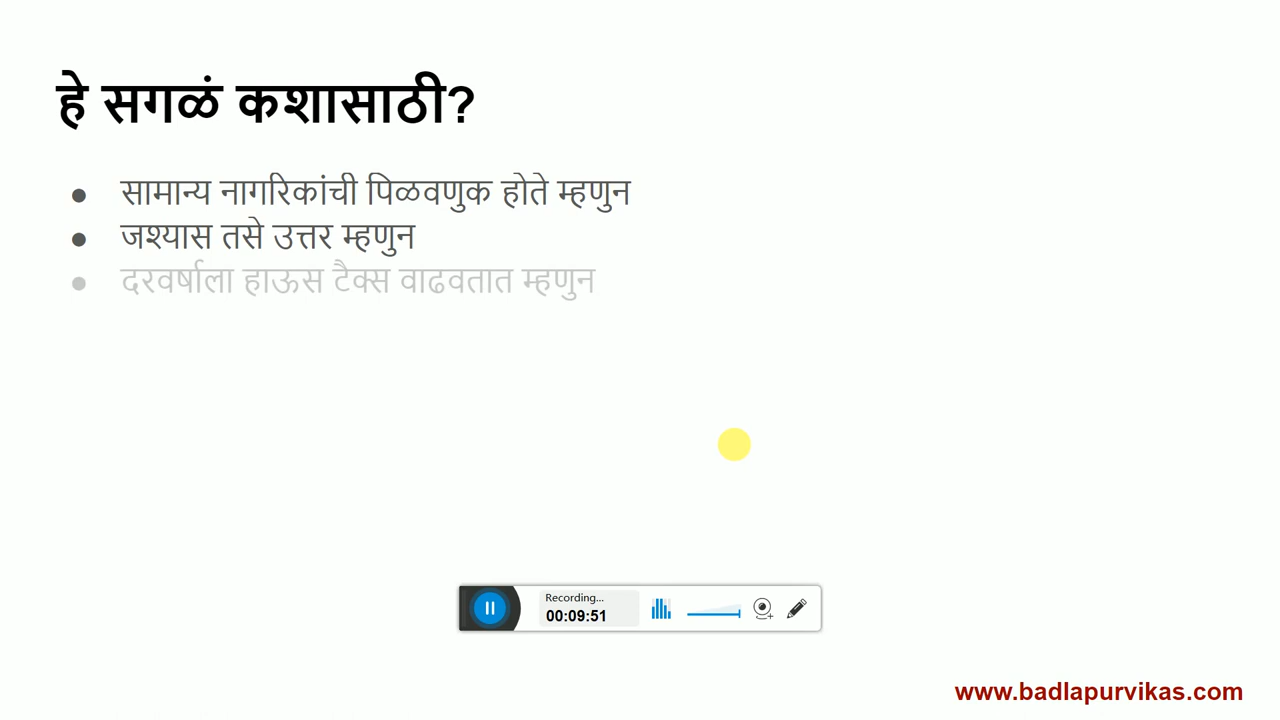 हे सगळं कशासाठी?
● सामान्य नागरिकांची पिळवणुक होते म्हणुन
● जश्यास तसे उत्तर म्हणुन
● दरवर्षाला हाऊस टैक्स वाढवतात म्हणुन
Recording...
00:09:51
www.badlapurvikas.com